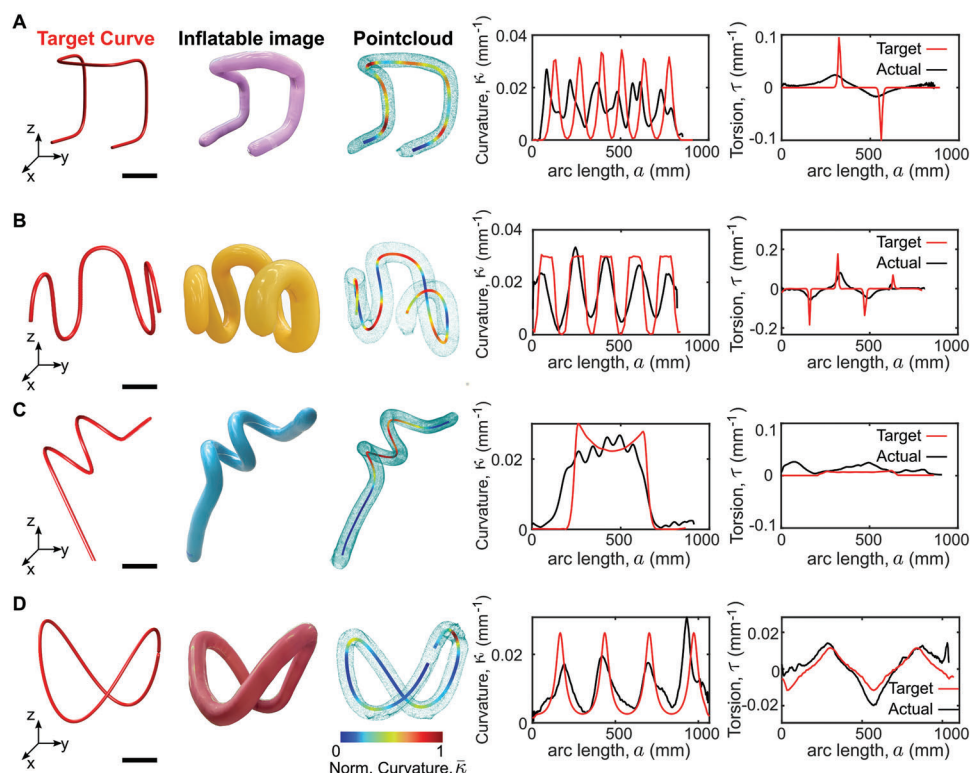 A
Target Curve
Inflatable image
Pointcloud
z
y
x
Curvature, κ (mm⁻¹)
0.04
0.02
0
0
500
1000
arc length, a (mm)
Torsion, τ (mm⁻¹)
0.1
0
-0.1
Target
Actual
0
500
1000
arc length, a (mm)
B
z
y
x
Curvature, κ (mm⁻¹)
0.04
0.02
0
0
500
1000
arc length, a (mm)
Torsion, τ (mm⁻¹)
0.2
0
-0.2
Target
Actual
0
500
1000
arc length, a (mm)
C
z
y
x
Curvature, κ (mm⁻¹)
0.02
0
0
500
1000
arc length, a (mm)
Torsion, τ (mm⁻¹)
0.1
0
-0.1
Target
Actual
0
500
1000
arc length, a (mm)
D
z
y
x
0
1
Norm. Curvature, κ̄
Curvature, κ (mm⁻¹)
0.02
0
0
500
1000
arc length, a (mm)
Torsion, τ (mm⁻¹)
0.02
0
-0.02
Target
Actual
0
500
1000
arc length, a (mm)